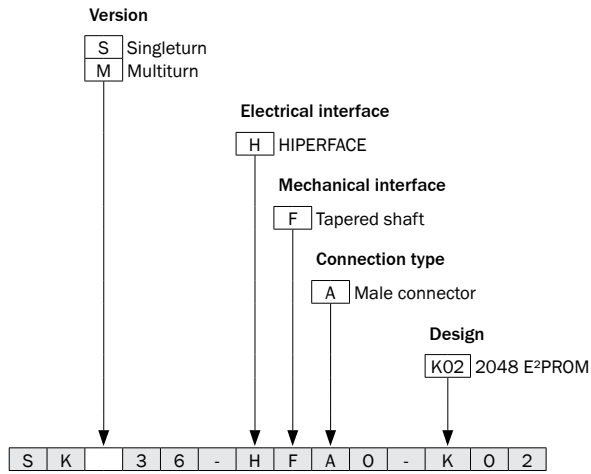 Version
S Singleturn
M Multiturn
Electrical interface
H HIPERFACE
Mechanical interface
F Tapered shaft
Connection type
A Male connector
Design
K02 2048 E²PROM
S K 3 6 - H F A 0 - K 0 2